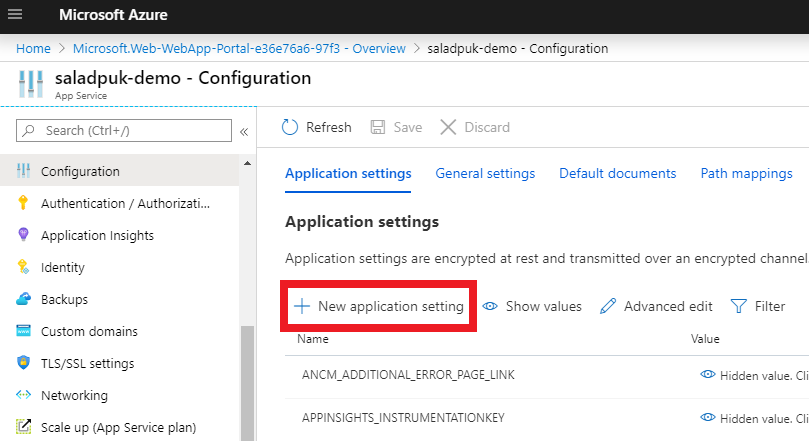 Microsoft Azure
Home > Microsoft.Web-WebApp-Portal-e36e76a6-97f3 - Overview > saladpuk-demo - Configuration
saladpuk-demo - Configuration
App Service
Search (Ctrl+/)
«
Refresh
Save
Discard
Configuration
Authentication / Authorizati...
Application Insights
Identity
Backups
Custom domains
TLS/SSL settings
Networking
Scale up (App Service plan)
Application settings
General settings
Default documents
Path mappings
Application settings
Application settings are encrypted at rest and transmitted over an encrypted channel.
New application setting
Show values
Advanced edit
Filter
Name
Value
ANCM_ADDITIONAL_ERROR_PAGE_LINK
Hidden value. Cli
APPINSIGHTS_INSTRUMENTATIONKEY
Hidden value. Cli